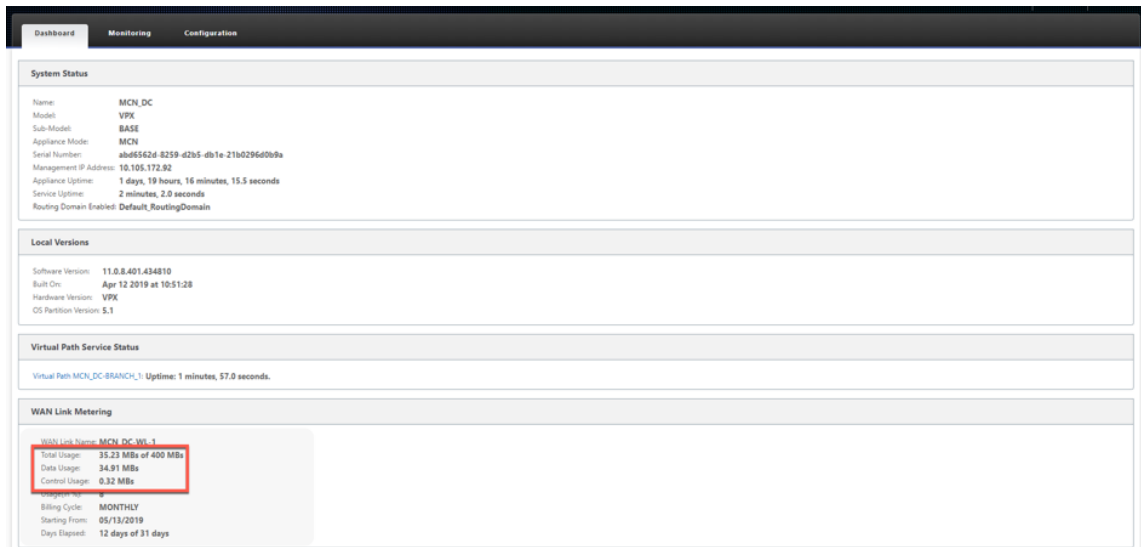 Dashboard Monitoring Configuration
System Status
Name: MCN_DC
Model: VPX
Sub-Model: BASE
Appliance Mode: MCN
Serial Number: abd6562d-8259-d2b5-db1e-21b0296d0b9a
Management IP Address: 10.105.172.92
Appliance Uptime: 1 days, 19 hours, 16 minutes, 15.5 seconds
Service Uptime: 2 minutes, 2.0 seconds
Routing Domain Enabled: Default_RoutingDomain
Local Versions
Software Version: 11.0.8.401.434810
Built On: Apr 12 2019 at 10:51:28
Hardware Version: VPX
OS Partition Version: 5.1
Virtual Path Service Status
Virtual Path MCN_DC-BRANCH_1: Uptime: 1 minutes, 57.0 seconds.
WAN Link Metering
WAN Link Name: MCN_DC-WL-1
Total Usage: 35.23 MBs of 400 MBs
Data Usage: 34.91 MBs
Control Usage: 0.32 MBs
Usage(in %): 8
Billing Cycle: MONTHLY
Starting From: 05/13/2019
Days Elapsed: 12 days of 31 days